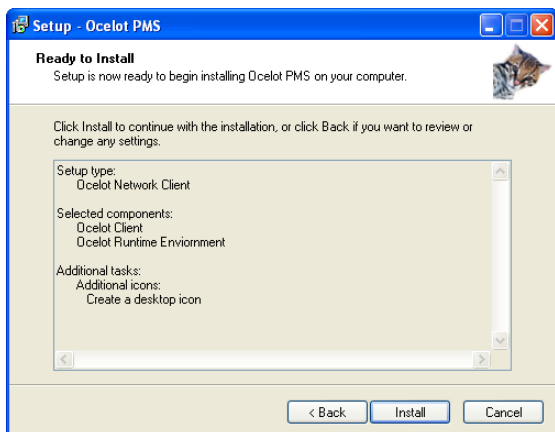 Setup - Ocelot PMS
Ready to Install
Setup is now ready to begin installing Ocelot PMS on your computer.
Click Install to continue with the installation, or click Back if you want to review or
change any settings.
Setup type:
Ocelot Network Client
Selected components:
Ocelot Client
Ocelot Runtime Enviornment
Additional tasks:
Additional icons:
Create a desktop icon
< Back
Install
Cancel